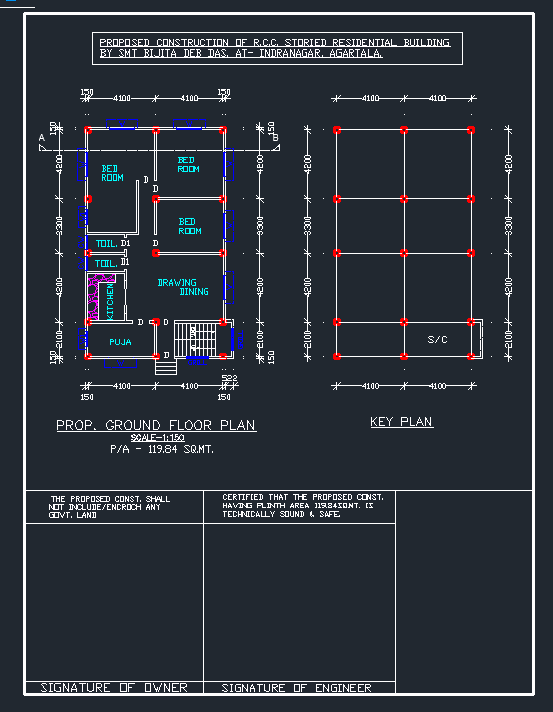 PROPOSED CONSTRUCTION OF R.C.C. STORIED RESIDENTIAL BUILDING
BY SMT BIJITA DEB DAS. AT- INDRANAGAR. AGARTALA.
150
150
4100
4100
150
150
A
B
4200
3300
4200
2100
150
4200
3300
4200
2100
150
BED
ROOM
BED
ROOM
D
D
BED
ROOM
D
TOIL.
D1
TOIL.
D1
DRAWING
DINING
KITCHEN
D
D
PUJA
D
4100
4100
150
150
4100
4100
4200
3300
4200
2100
4200
3300
4200
2100
S/C
4100
4100
PROP. GROUND FLOOR PLAN
SCALE-1:150
P/A - 119.84 SQ.MT.
KEY PLAN
THE PROPOSED CONST. SHALL
NOT INCLUDE/ENCROCH ANY
GOVT. LAND
CERTIFIED THAT THE PROPOSED CONST.
HAVING PLINTH AREA 119.84SQ.MT. IS
TECHNICALLY SOUND & SAFE.
SIGNATURE OF OWNER
SIGNATURE OF ENGINEER